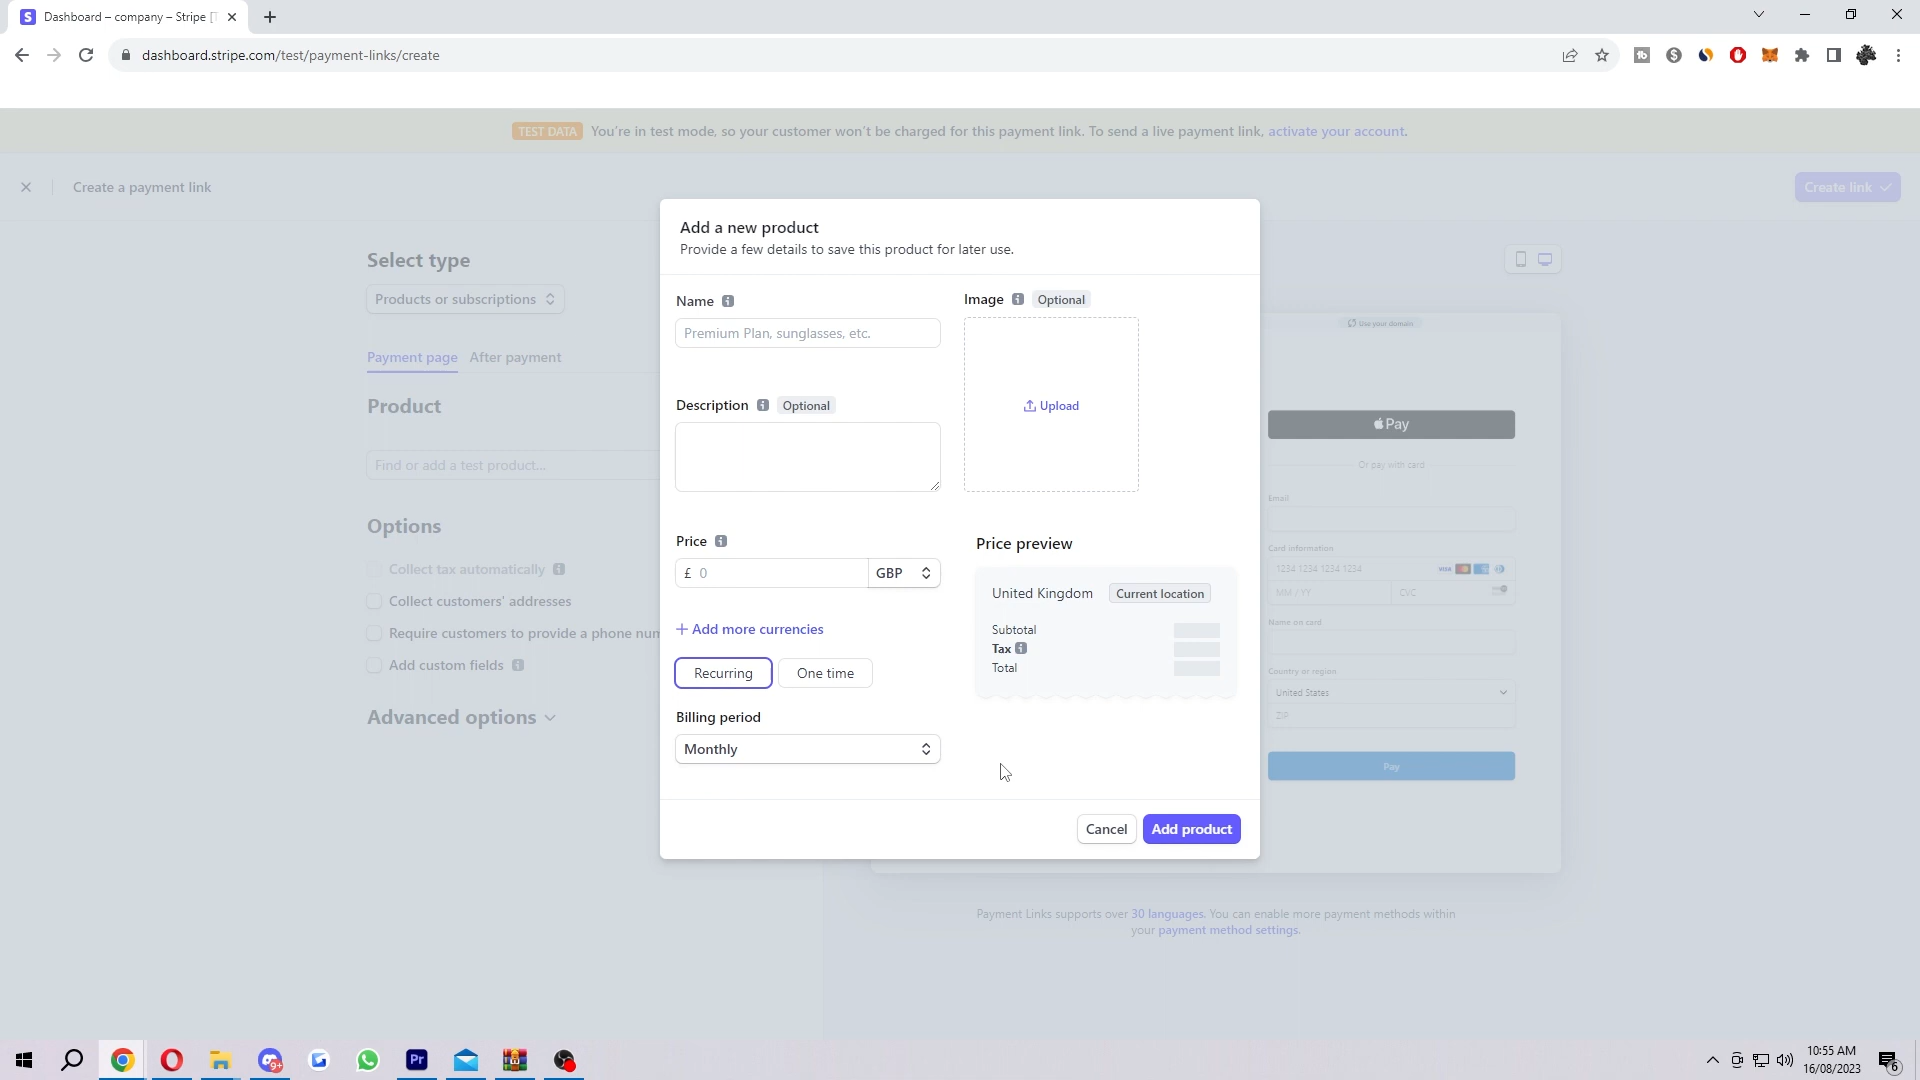 Dashboard – company – Stripe [T
dashboard.stripe.com/test/payment-links/create
TEST DATA You're in test mode, so your customer won't be charged for this payment link. To send a live payment link, activate your account.
Create a payment link
Create link
Select type
Products or subscriptions
Payment page After payment
Product
Find or add a test product...
Options
Collect tax automatically
Collect customers' addresses
Require customers to provide a phone num
Add custom fields
Advanced options
Add a new product
Provide a few details to save this product for later use.
Name
Premium Plan, sunglasses, etc.
Image Optional
Upload
Description Optional
Price
£ 0 GBP
+ Add more currencies
Recurring One time
Billing period
Monthly
Price preview
United Kingdom Current location
Subtotal
Tax
Total
Cancel Add product
Use your domain
Pay
Or pay with card
Email
Card information
1234 1234 1234 1234 VISA
MM / YY CVC
Name on card
Country or region
United States
ZIP
Pay
Payment Links supports over 30 languages. You can enable more payment methods within
your payment method settings.
9+
Pr
10:55 AM
16/08/2023
6